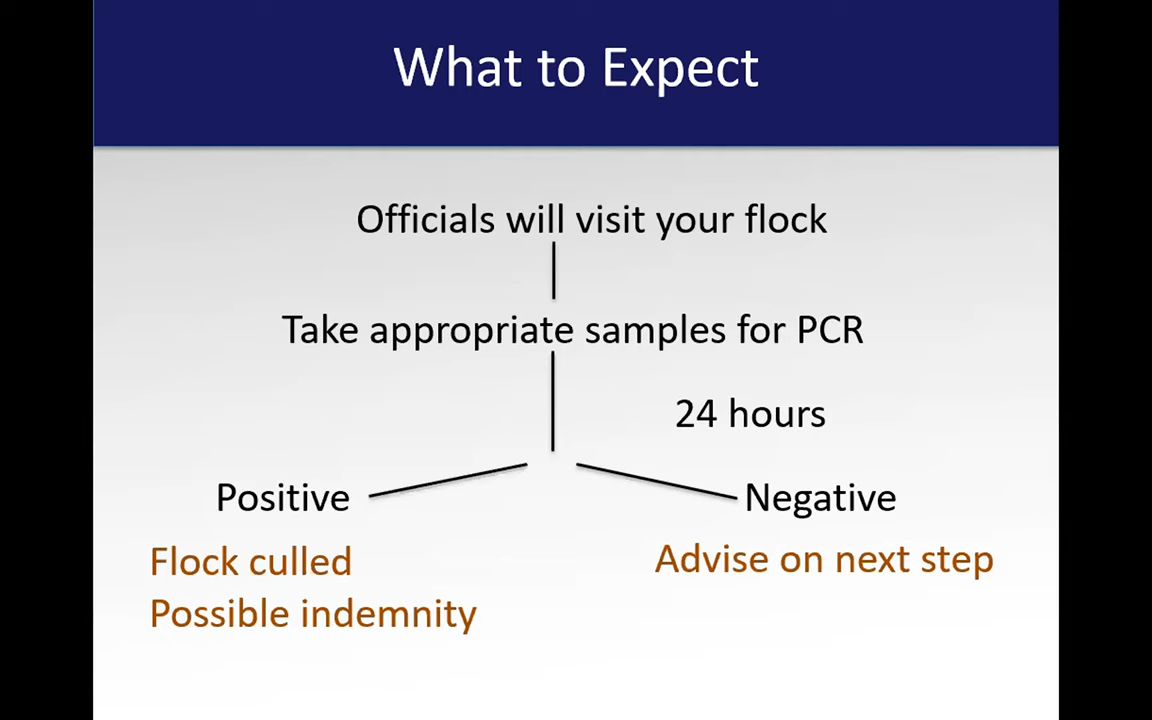 What to Expect
Officials will visit your flock
Take appropriate samples for PCR
24 hours
Positive
Negative
Flock culled
Advise on next step
Possible indemnity